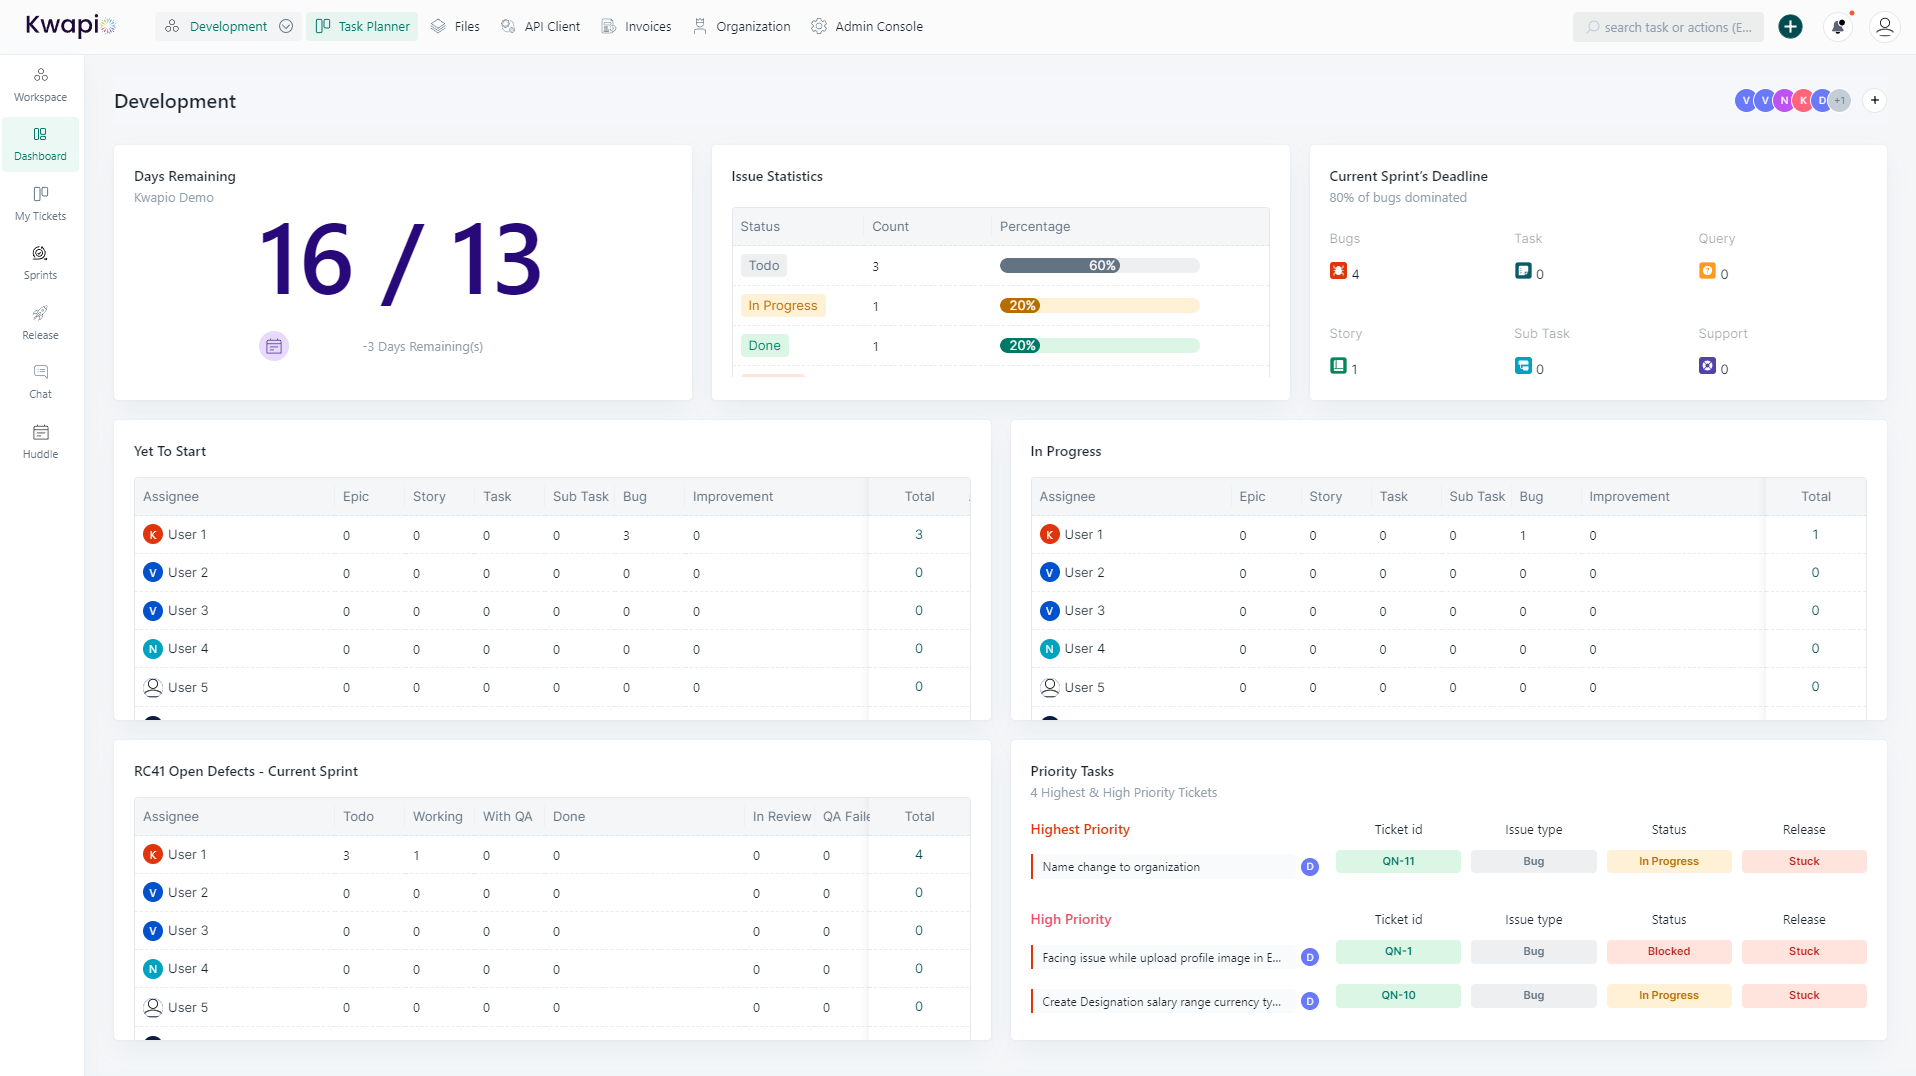 Kwapio
Development
Task Planner
Files
API Client
Invoices
Organization
Admin Console
search task or actions (E...
Workspace
Dashboard
My Tickets
Sprints
Release
Chat
Huddle
Development
V V N K D +1 +
Days Remaining
Kwapio Demo
16 / 13
-3 Days Remaining(s)
Issue Statistics
Status Count Percentage
Todo 3 60%
In Progress 1 20%
Done 1 20%
Current Sprint's Deadline
80% of bugs dominated
Bugs Task Query
4 0 0
Story Sub Task Support
1 0 0
Yet To Start
Assignee Epic Story Task Sub Task Bug Improvement Total
K User 1 0 0 0 0 3 0 3
V User 2 0 0 0 0 0 0 0
V User 3 0 0 0 0 0 0 0
N User 4 0 0 0 0 0 0 0
User 5 0 0 0 0 0 0 0
In Progress
Assignee Epic Story Task Sub Task Bug Improvement Total
K User 1 0 0 0 0 1 0 1
V User 2 0 0 0 0 0 0 0
V User 3 0 0 0 0 0 0 0
N User 4 0 0 0 0 0 0 0
User 5 0 0 0 0 0 0 0
RC41 Open Defects - Current Sprint
Assignee Todo Working With QA Done In Review QA Faile Total
K User 1 3 1 0 0 0 0 4
V User 2 0 0 0 0 0 0 0
V User 3 0 0 0 0 0 0 0
N User 4 0 0 0 0 0 0 0
User 5 0 0 0 0 0 0 0
Priority Tasks
4 Highest & High Priority Tickets
Highest Priority Ticket id Issue type Status Release
Name change to organization D QN-11 Bug In Progress Stuck
High Priority Ticket id Issue type Status Release
Facing issue while upload profile image in E... D QN-1 Bug Blocked Stuck
Create Designation salary range currency ty... D QN-10 Bug In Progress Stuck